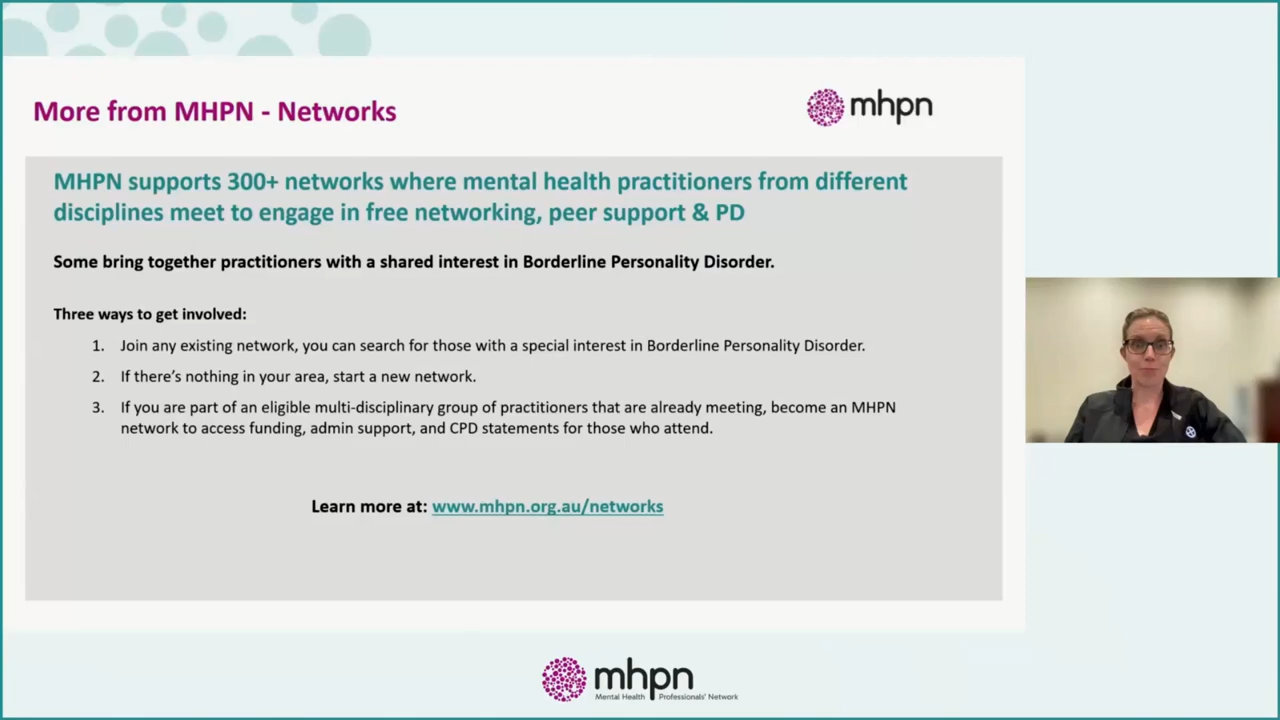 More from MHPN - Networks
mhpn
MHPN supports 300+ networks where mental health practitioners from different
disciplines meet to engage in free networking, peer support & PD
Some bring together practitioners with a shared interest in Borderline Personality Disorder.
Three ways to get involved:
1. Join any existing network, you can search for those with a special interest in Borderline Personality Disorder.
2. If there's nothing in your area, start a new network.
3. If you are part of an eligible multi-disciplinary group of practitioners that are already meeting, become an MHPN
network to access funding, admin support, and CPD statements for those who attend.
Learn more at: www.mhpn.org.au/networks
mhpn
Mental Health Professionals' Network